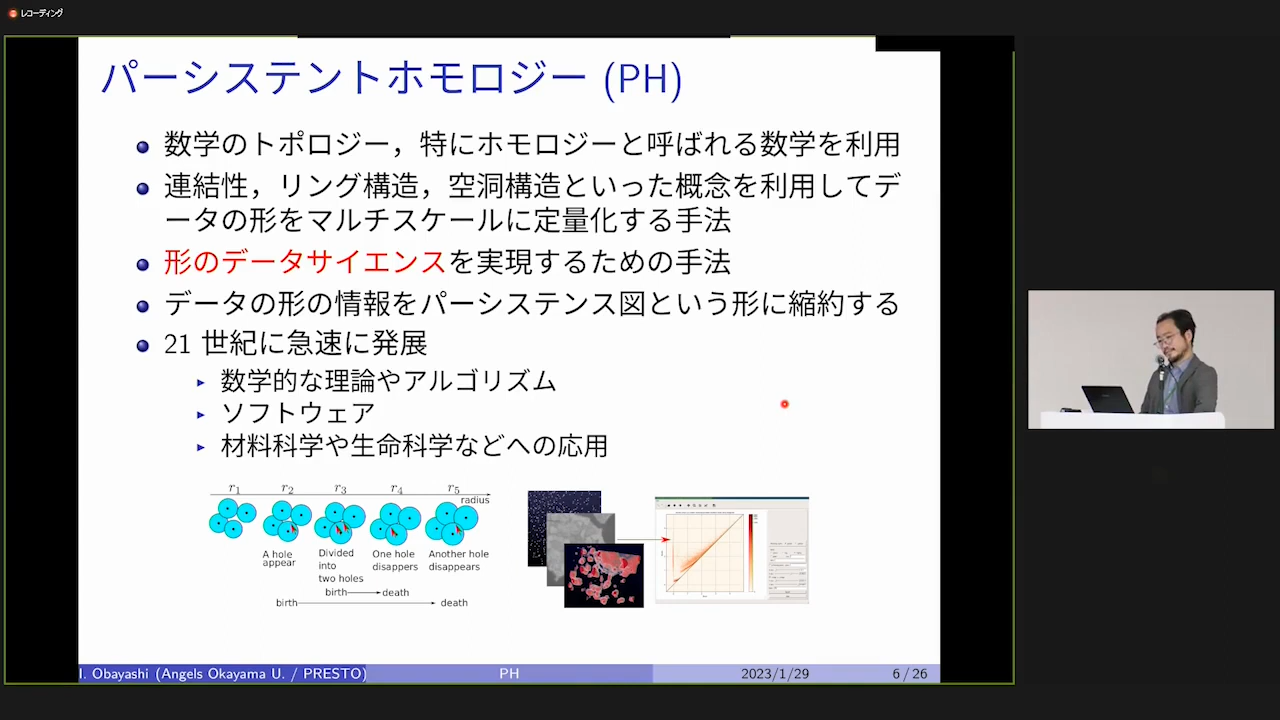 レコーディング
パーシステントホモロジー (PH)
数学のトポロジー，特にホモロジーと呼ばれる数学を利用
連結性，リング構造，空洞構造といった概念を利用してデ
ータの形をマルチスケールに定量化する手法
形のデータサイエンスを実現するための手法
データの形の情報をパーシステンス図という形に縮約する
21 世紀に急速に発展
数学的な理論やアルゴリズム
ソフトウェア
材料科学や生命科学などへの応用
r1 r2 r3 r4 r5
radius
A hole
appear
Divided
into
two holes
One hole
disappers
Another hole
disappears
birth death
birth death
I. Obayashi (Angels Okayama U. / PRESTO) PH 2023/1/29 6 / 26